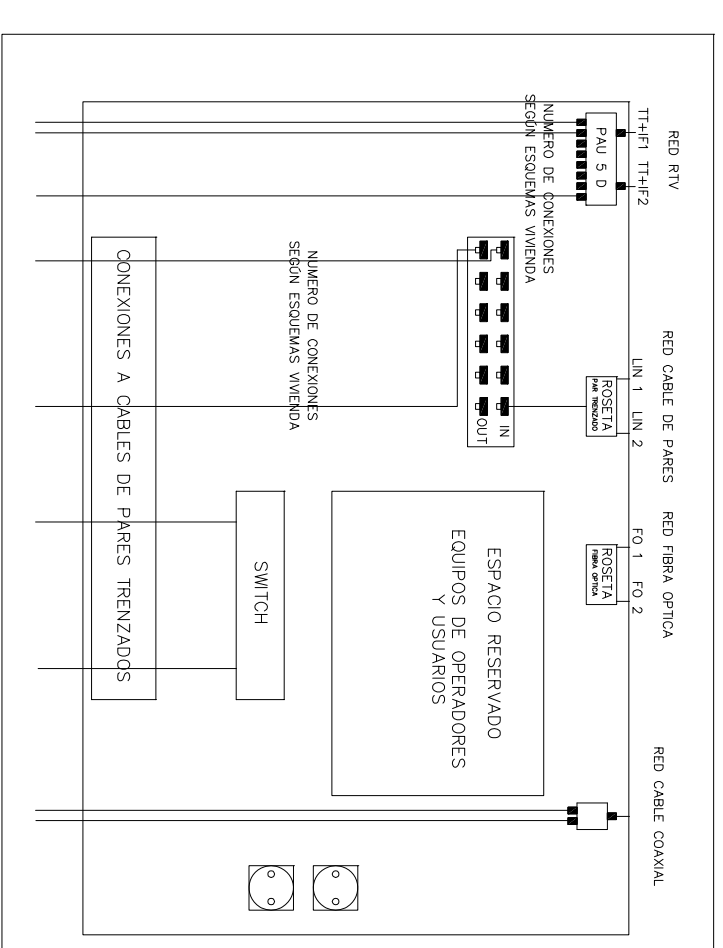 RED RTV
TT+IF1 TT+IF2
PAU 5 D
NUMERO DE CONEXIONES
SEGÚN ESQUEMAS VIVIENDA
RED CABLE DE PARES
LIN 1 LIN 2
ROSETA
PAR TRENZADO
IN
OUT
NUMERO DE CONEXIONES
SEGÚN ESQUEMAS VIVIENDA
RED FIBRA OPTICA
FO 1 FO 2
ROSETA
FIBRA OPTICA
RED CABLE COAXIAL
ESPACIO RESERVADO
EQUIPOS DE OPERADORES
Y USUARIOS
SWITCH
CONEXIONES A CABLES DE PARES TRENZADOS